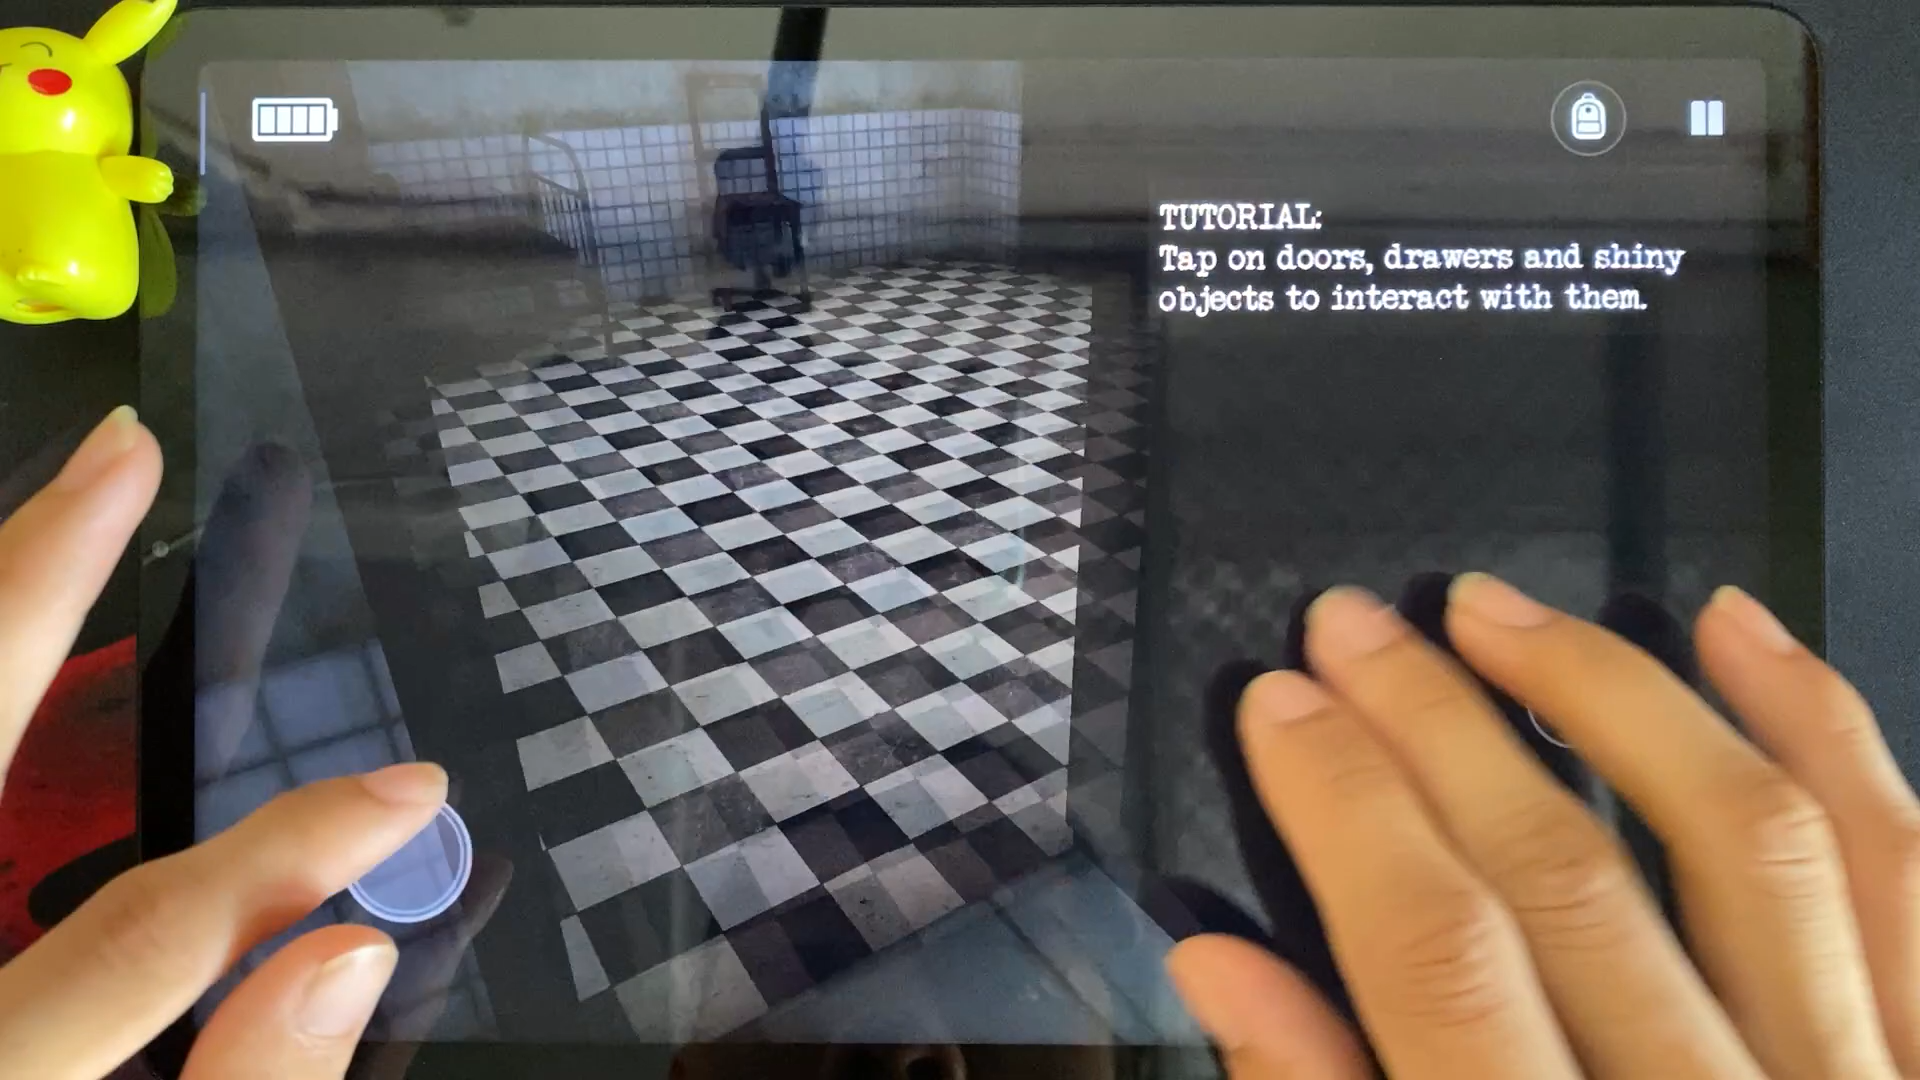 TUTORIAL:
Tap on doors, drawers and shiny
objects to interact with them.